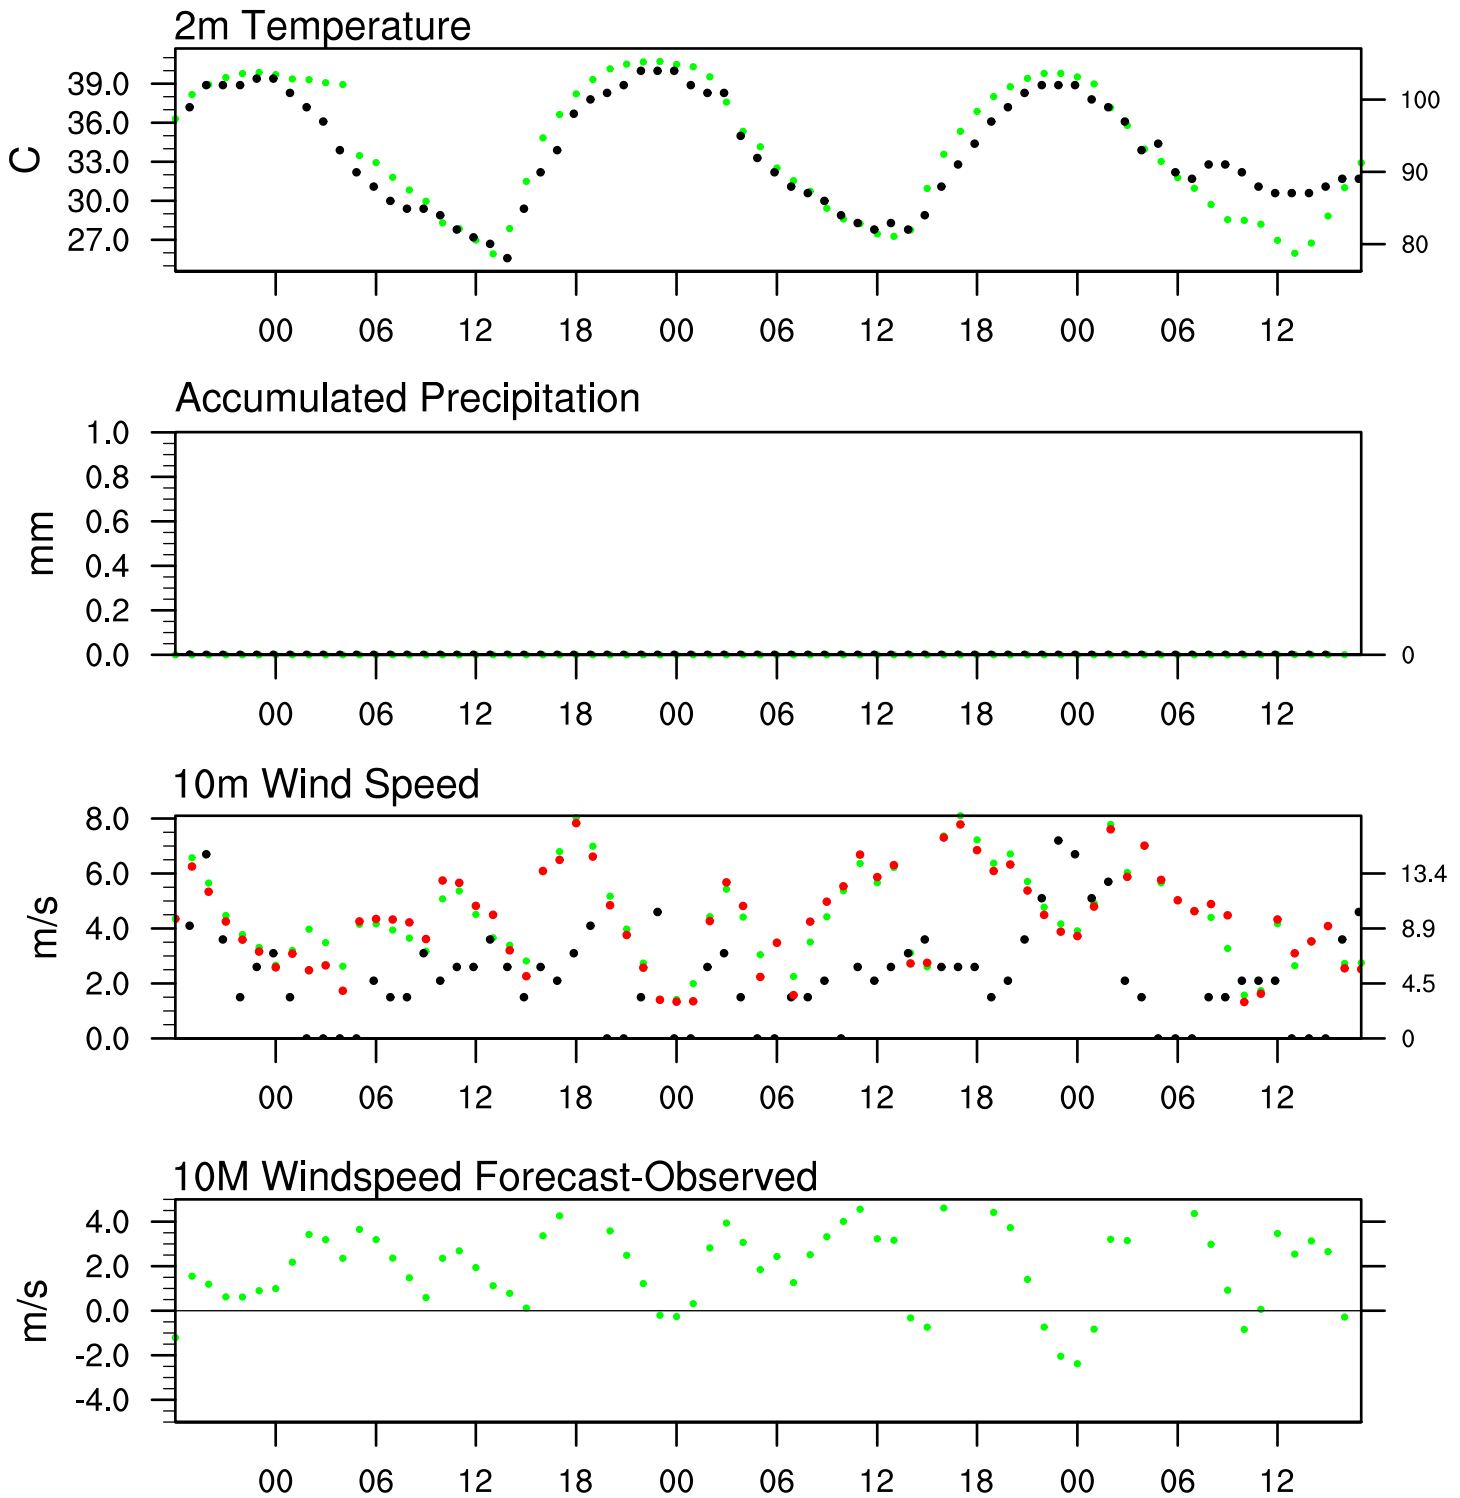 2m Temperature
39.0
36.0
33.0
30.0
27.0
C
100
90
80
00 06 12 18 00 06 12 18 00 06 12
Accumulated Precipitation
1.0
0.8
0.6
0.4
0.2
0.0
mm
0
00 06 12 18 00 06 12 18 00 06 12
10m Wind Speed
8.0
6.0
4.0
2.0
0.0
m/s
13.4
8.9
4.5
0
00 06 12 18 00 06 12 18 00 06 12
10M Windspeed Forecast-Observed
4.0
2.0
0.0
-2.0
-4.0
m/s
00 06 12 18 00 06 12 18 00 06 12